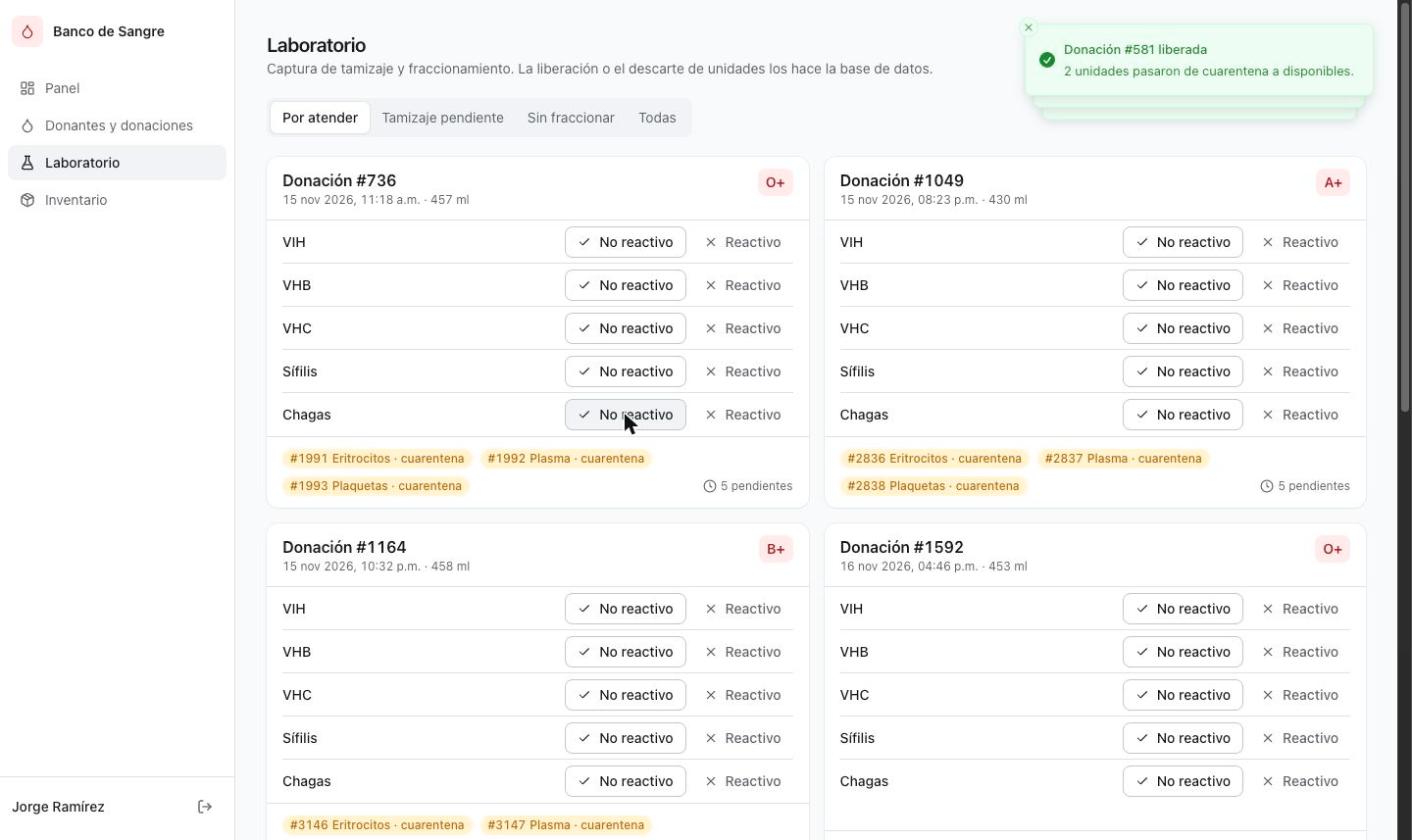 Banco de Sangre
Panel
Donantes y donaciones
Laboratorio
Inventario
Jorge Ramírez
Laboratorio
Captura de tamizaje y fraccionamiento. La liberación o el descarte de unidades los hace la base de datos.
Donación #581 liberada
2 unidades pasaron de cuarentena a disponibles.
Por atender Tamizaje pendiente Sin fraccionar Todas
Donación #736 O+
15 nov 2026, 11:18 a.m. · 457 ml
VIH No reactivo Reactivo
VHB No reactivo Reactivo
VHC No reactivo Reactivo
Sífilis No reactivo Reactivo
Chagas No reactivo Reactivo
#1991 Eritrocitos · cuarentena #1992 Plasma · cuarentena
#1993 Plaquetas · cuarentena 5 pendientes
Donación #1049 A+
15 nov 2026, 08:23 p.m. · 430 ml
VIH No reactivo Reactivo
VHB No reactivo Reactivo
VHC No reactivo Reactivo
Sífilis No reactivo Reactivo
Chagas No reactivo Reactivo
#2836 Eritrocitos · cuarentena #2837 Plasma · cuarentena
#2838 Plaquetas · cuarentena 5 pendientes
Donación #1164 B+
15 nov 2026, 10:32 p.m. · 458 ml
VIH No reactivo Reactivo
VHB No reactivo Reactivo
VHC No reactivo Reactivo
Sífilis No reactivo Reactivo
Chagas No reactivo Reactivo
#3146 Eritrocitos · cuarentena #3147 Plasma · cuarentena
Donación #1592 O+
16 nov 2026, 04:46 p.m. · 453 ml
VIH No reactivo Reactivo
VHB No reactivo Reactivo
VHC No reactivo Reactivo
Sífilis No reactivo Reactivo
Chagas No reactivo Reactivo